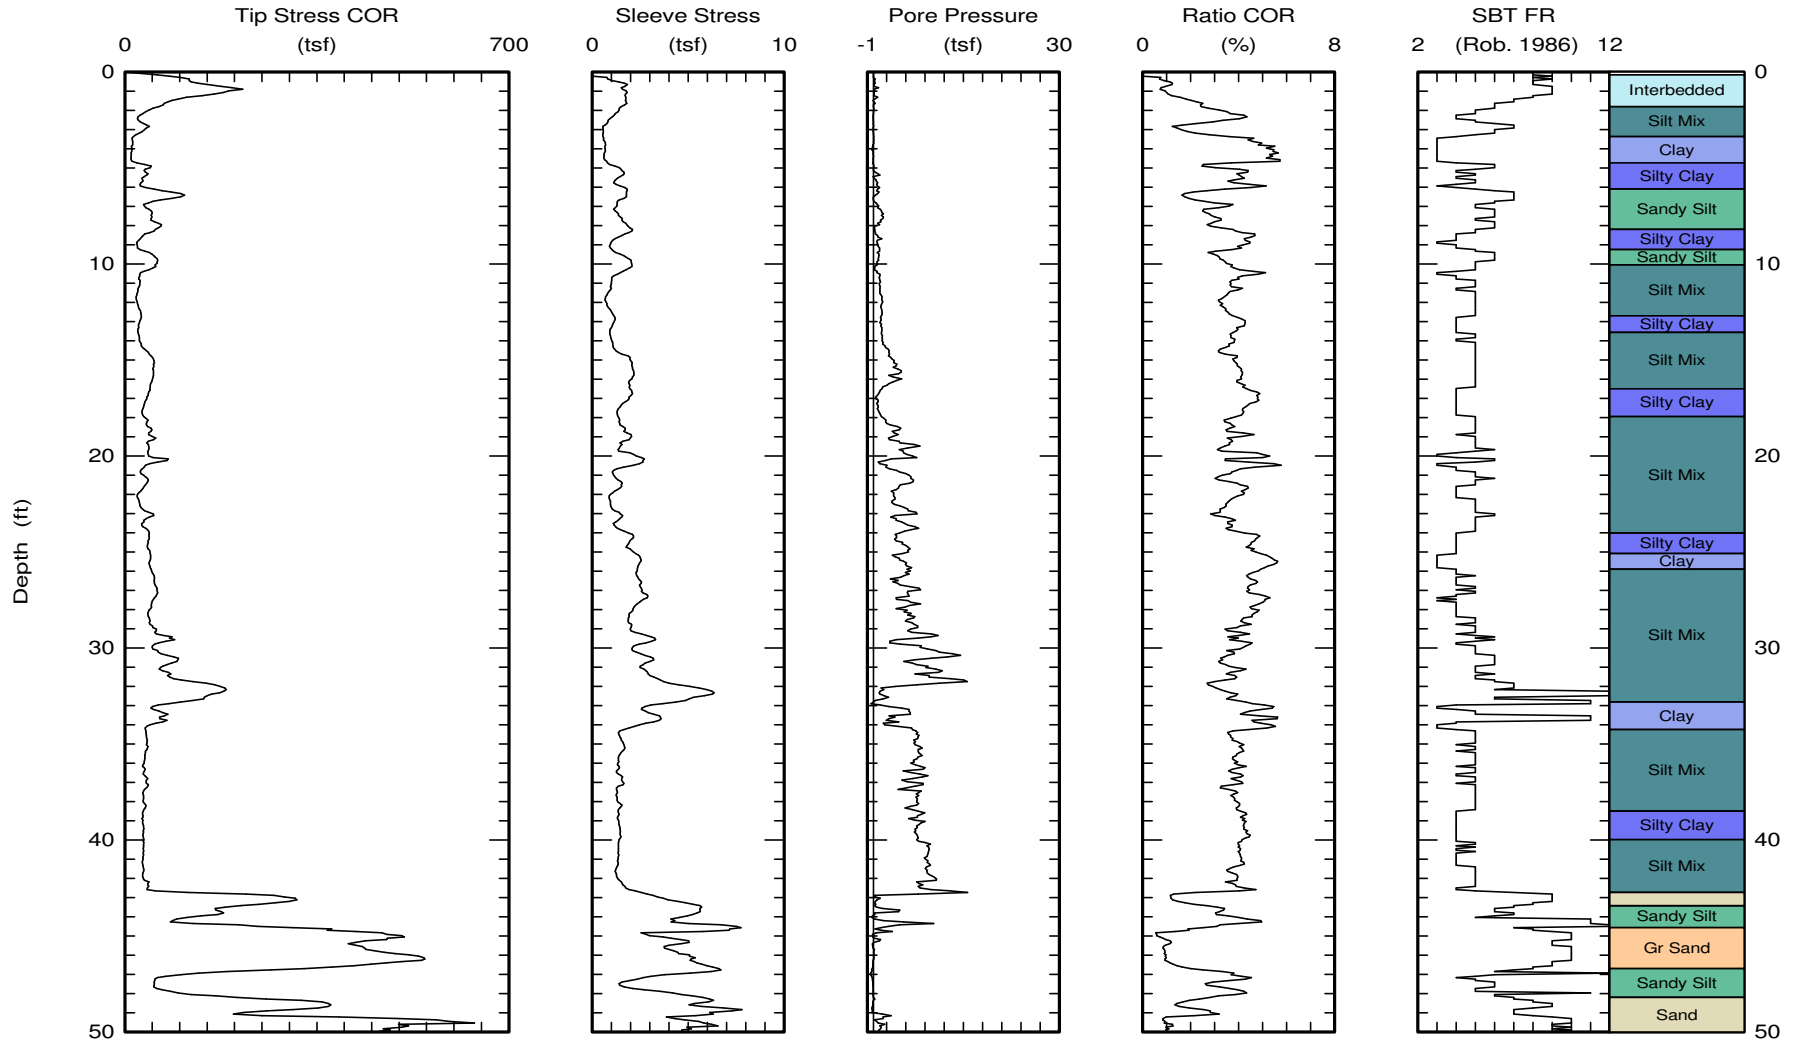 Tip Stress COR Sleeve Stress Pore Pressure Ratio COR SBT FR
0 (tsf) 700 0 (tsf) 10 -1 (tsf) 30 0 (%) 8 2 (Rob. 1986) 12
0 0
Interbedded
Silt Mix
Clay
Silty Clay
Sandy Silt
Silty Clay
Sandy Silt
10 10
Silt Mix
Silty Clay
Silt Mix
Silty Clay
20 20
Silt Mix
Depth (ft)
Silty Clay
Clay
Silt Mix
30 30
Clay
Silt Mix
Silty Clay
40 40
Silt Mix
Sandy Silt
Gr Sand
Sandy Silt
Sand
50 50